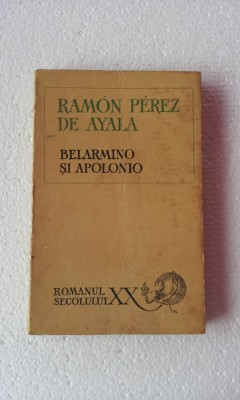 RAMÓN PÉREZ
DE AYALA
BELARMINO
ȘI APOLONIO
ROMANUL
SECOLULUI XX